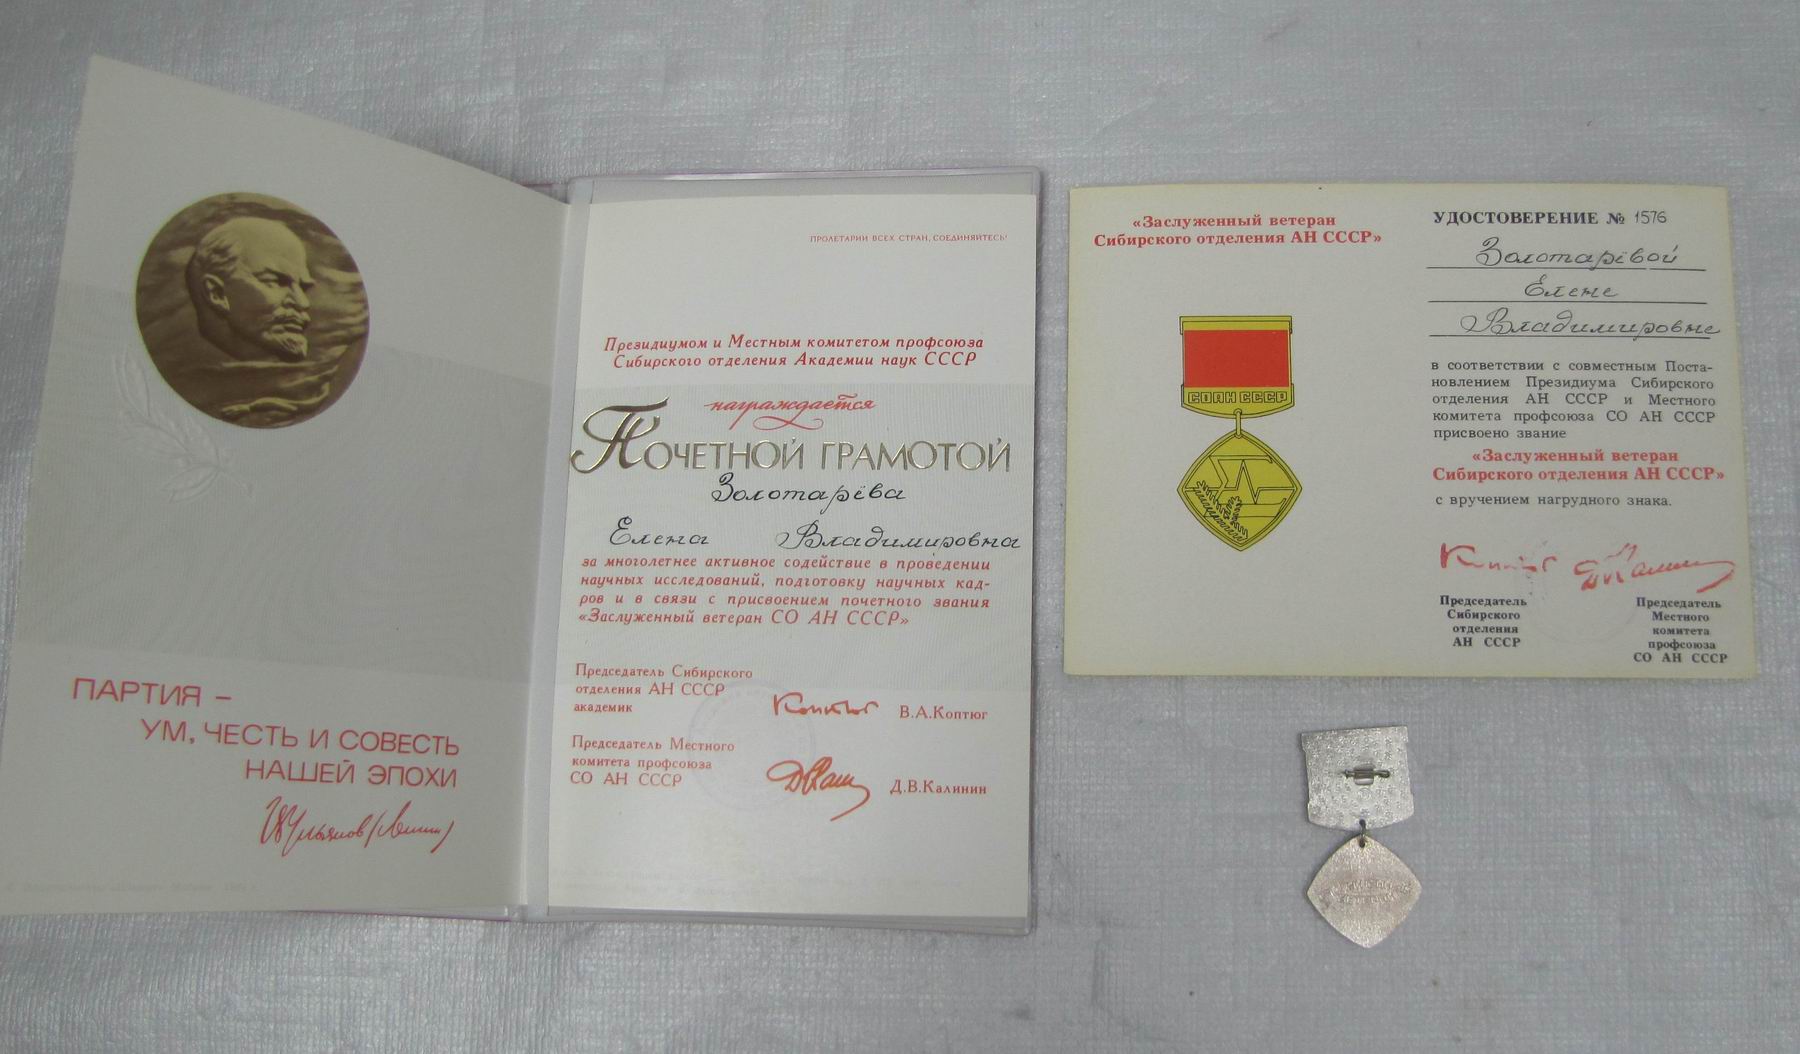 ПАРТИЯ –
УМ, ЧЕСТЬ И СОВЕСТЬ
НАШЕЙ ЭПОХИ
В. Ульянов (Ленин)
ПРОЛЕТАРИИ ВСЕХ СТРАН, СОЕДИНЯЙТЕСЬ!
Президиумом и Местным комитетом профсоюза
Сибирского отделения Академии наук СССР
награждается
ПОЧЕТНОЙ ГРАМОТОЙ
Золотарёва
Елена Владимировна
за многолетнее активное содействие в проведении
научных исследований, подготовку научных кад-
ров и в связи с присвоением почетного звания
«Заслуженный ветеран СО АН СССР»
Председатель Сибирского
отделения АН СССР
академик В.А.Коптюг
Председатель Местного
комитета профсоюза
СО АН СССР Д.В.Калинин
«Заслуженный ветеран
Сибирского отделения АН СССР»
СОАН СССР
УДОСТОВЕРЕНИЕ № 1576
Золотарёвой
Елене
Владимировне
в соответствии с совместным Поста-
новлением Президиума Сибирского
отделения АН СССР и Местного
комитета профсоюза СО АН СССР
присвоено звание
«Заслуженный ветеран
Сибирского отделения АН СССР»
с вручением нагрудного знака.
Председатель
Сибирского
отделения
АН СССР
Председатель
Местного
комитета
профсоюза
СО АН СССР